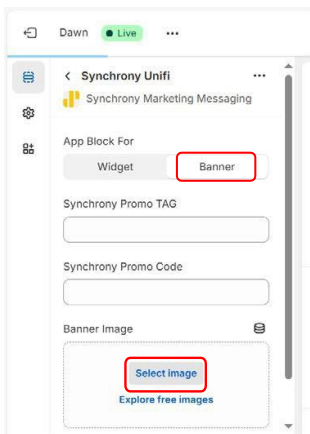 Dawn Live ...
< Synchrony Unifi ...
Synchrony Marketing Messaging
App Block For
Widget Banner
Synchrony Promo TAG
Synchrony Promo Code
Banner Image
Select image
Explore free images